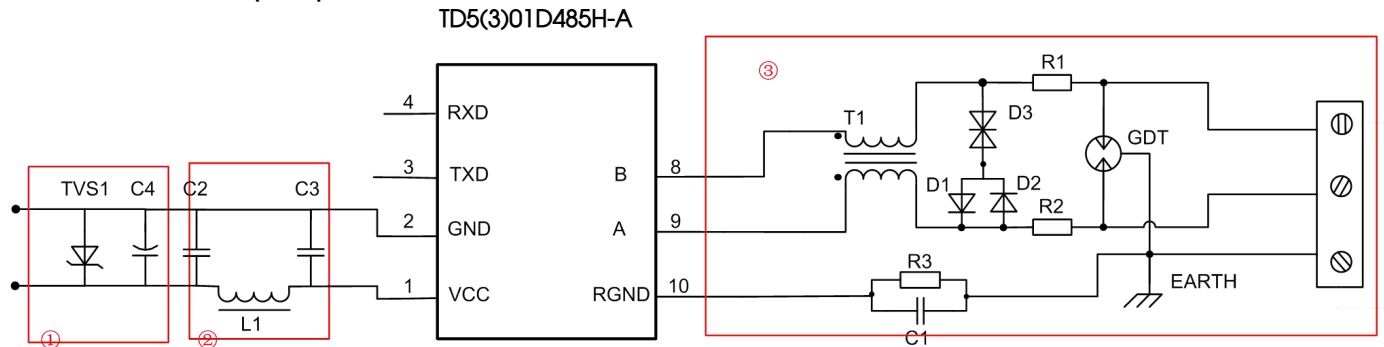 TD5(3)01D485H-A
③
R1
4
RXD
T1
D3
GDT
3
TXD
B
8
TVS1
C4
C2
C3
D1
D2
2
GND
A
9
R2
R3
1
VCC
RGND
10
EARTH
L1
C1
①
②